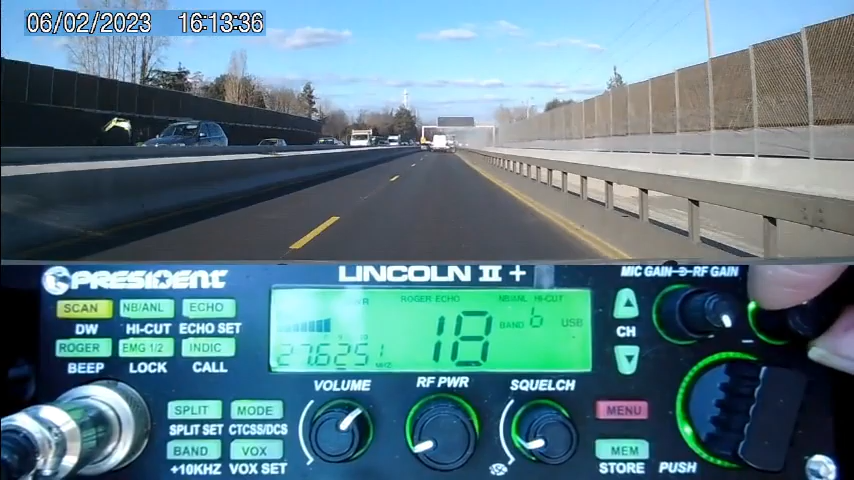 06/02/2023 16:13:36
PRESIDENT LINCOLN II + MIC GAIN RF GAIN
SCAN NB/ANL ECHO
DW HI-CUT ECHO SET
ROGER EMG 1/2 INDIC
BEEP LOCK CALL
ROGER ECHO NB/ANL HI-CUT
18 BAND 6 USB
27.6251
CH
VOLUME RF PWR SQUELCH
SPLIT MODE
SPLIT SET CTCSS/DCS
BAND VOX
+10KHZ VOX SET
MENU
MEM
STORE PUSH